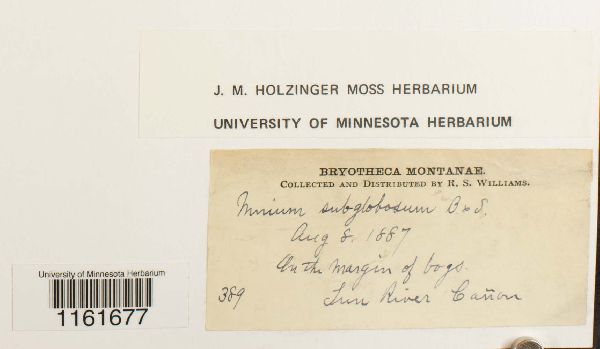 J. M. HOLZINGER MOSS HERBARIUM
UNIVERSITY OF MINNESOTA HERBARIUM
BRYOTHECA MONTANAE.
COLLECTED AND DISTRIBUTED BY R. S. WILLIAMS.
Mnium subglobosum B & S.
Aug 8. 1887
On the margin of bogs.
389 Sun River Cañon
University of Minnesota Herbarium
1161677